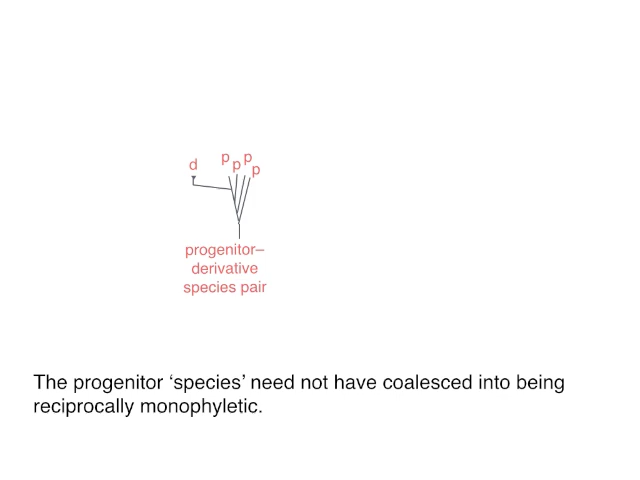 d p p p p
progenitor–
derivative
species pair
The progenitor ‘species’ need not have coalesced into being
reciprocally monophyletic.